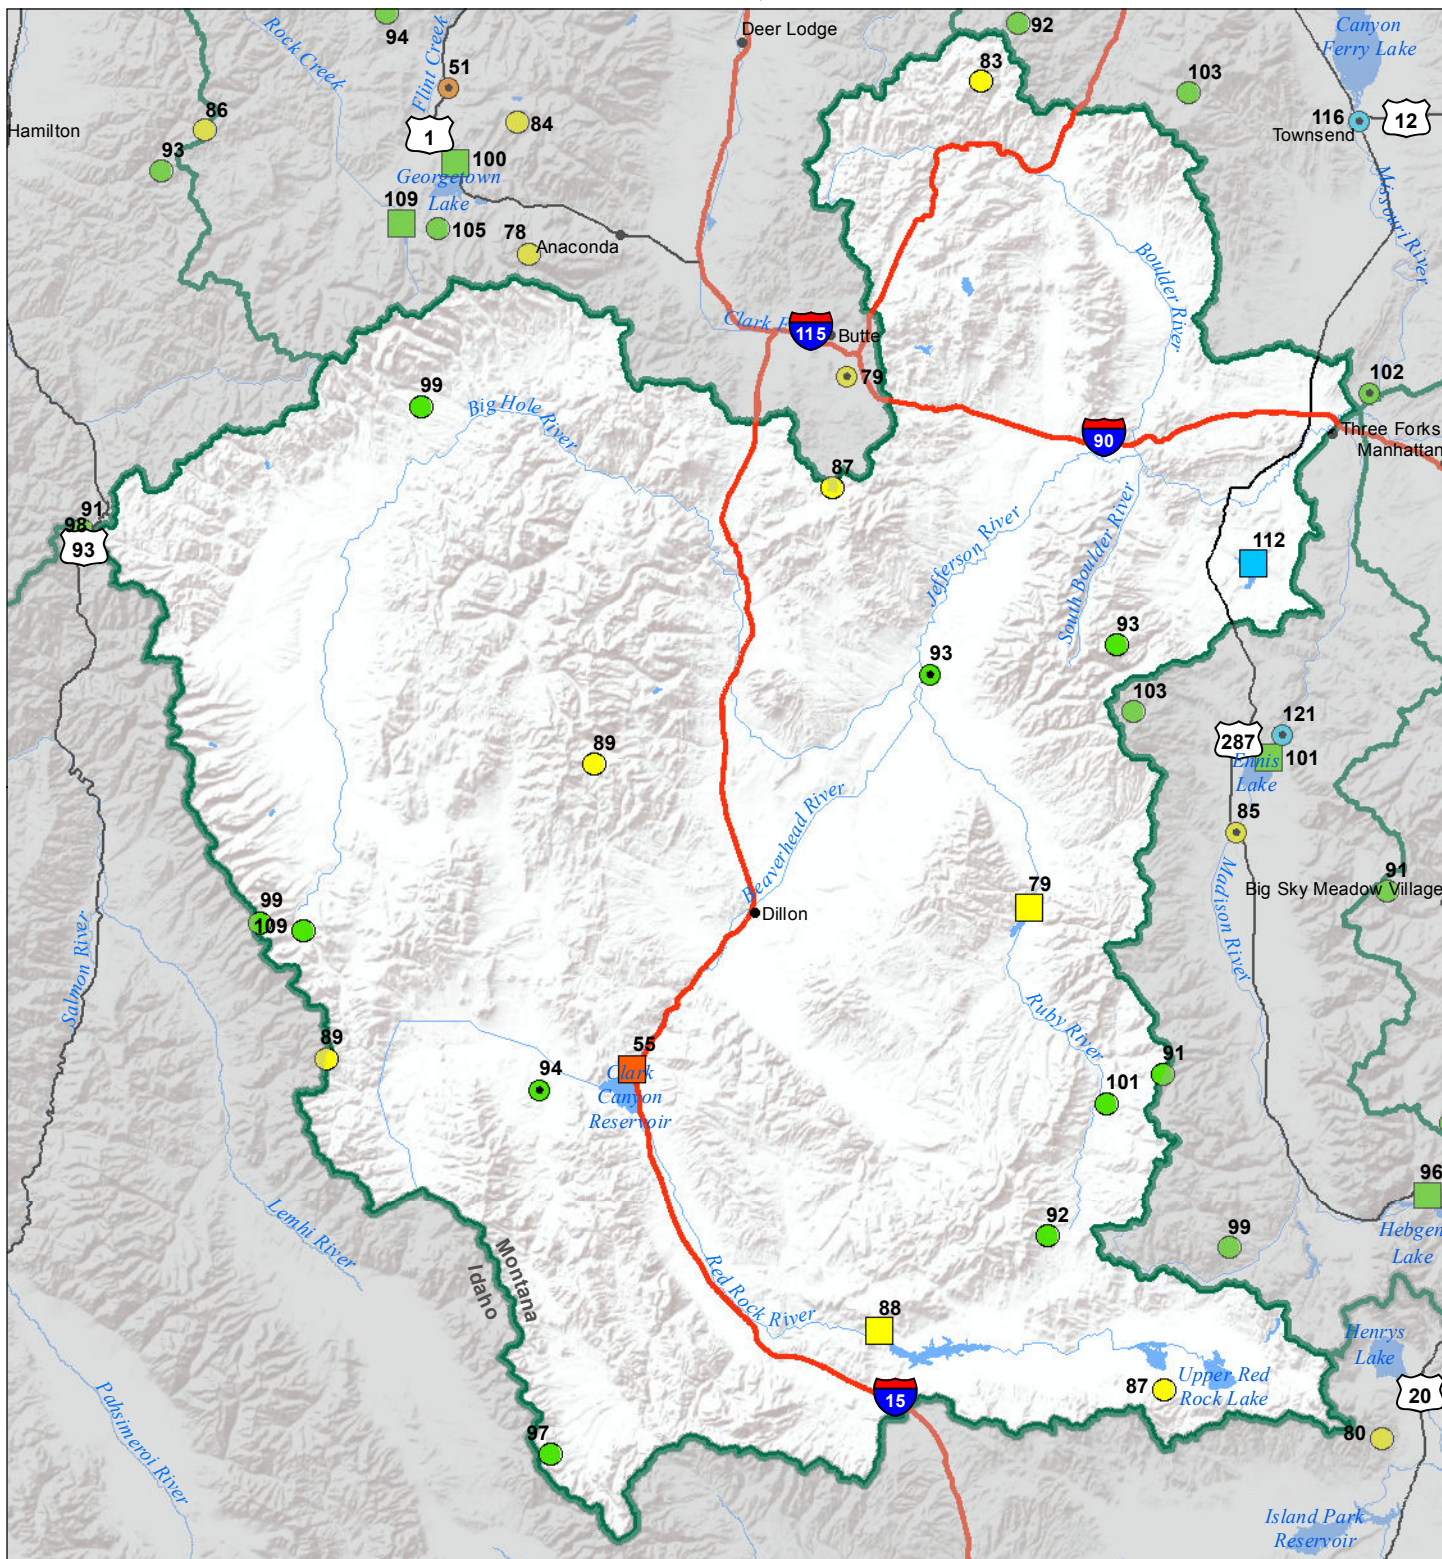 94
Rock Creek
Flint Creek
Deer Lodge
92
Canyon
Ferry Lake
51
83
103
86
84
116
Townsend
12
Hamilton
1
93
100
Georgetown
Lake
109
105
78
Anaconda
Missouri River
Boulder River
Clark F
115
Butte
79
102
99
Big Hole River
90
Three Forks
Manhattan
87
91
98
93
Jefferson River
South Boulder River
112
93
93
103
121
287
101
Ennis
Lake
89
85
Beaverhead River
91
Big Sky Meadow Village
79
Madison River
99
109
Dillon
Salmon River
Ruby River
89
55
94
Clark
Canyon
Reservoir
91
101
96
Lemhi River
92
99
Hebgen
Lake
Montana
Idaho
Red Rock River
88
Henrys
Lake
Upper Red
Rock Lake
87
15
20
Pahsimeroi River
97
80
Island Park
Reservoir